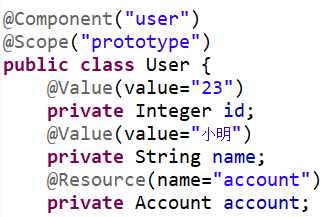 @Component("user")
@Scope("prototype")
public class User {
@Value(value="23")
private Integer id;
@Value(value="小明")
private String name;
@Resource(name="account")
private Account account;